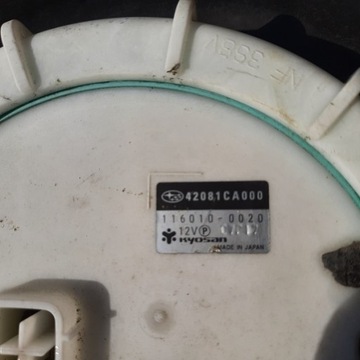 42081CA000
116010-0020
12V P
Kyosan
MADE IN JAPAN